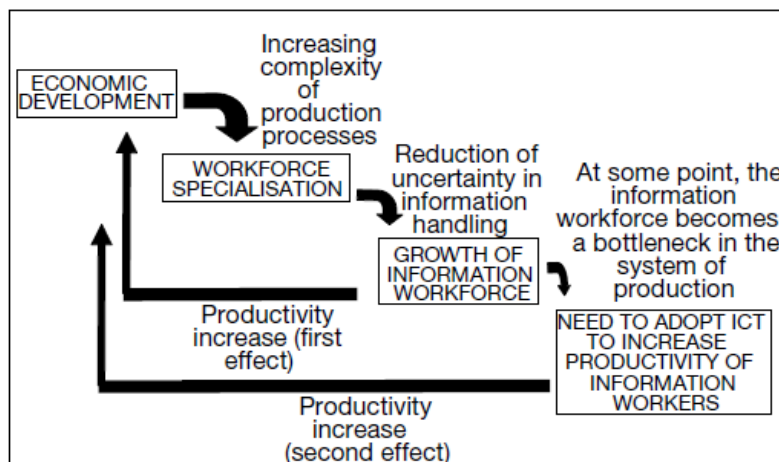 Increasing
complexity
of
production
processes
ECONOMIC
DEVELOPMENT
WORKFORCE
SPECIALISATION
Reduction of
uncertainty in
information
handling
At some point, the
information
workforce becomes
a bottleneck in the
system of
production
GROWTH OF
INFORMATION
WORKFORCE
Productivity
increase (first
effect)
NEED TO ADOPT ICT
TO INCREASE
PRODUCTIVITY OF
INFORMATION
WORKERS
Productivity
increase
(second effect)